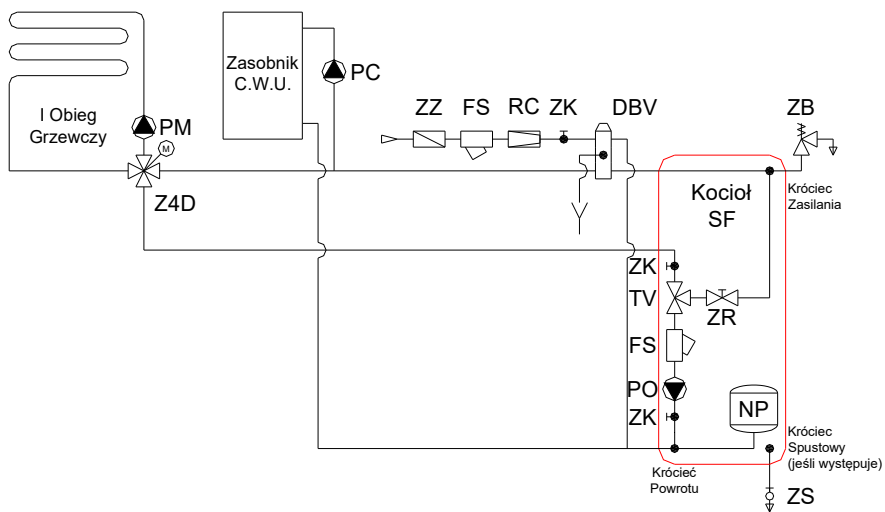 Zasobnik
C.W.U.
PC
I Obieg
Grzewczy
PM
M
Z4D
ZZ
FS
RC
ZK
DBV
ZB
Kocioł
SF
Króciec
Zasilania
ZK
TV
ZR
FS
PO
ZK
NP
Króciec
Spustowy
(jeśli występuje)
Krócieć
Powrotu
ZS